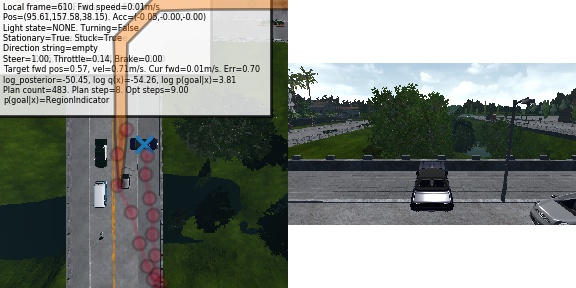 Local frame=610. Fwd speed=0.01m/s
Pos=(95.61,157.58,38.15). Acc=(-0.05,-0.00,-0.00)
Light state=NONE. Turning=False
Stationary=True. Stuck=True
Direction string=empty
Steer=1.00, Throttle=0.14, Brake=0.00
Target fwd pos=0.57, vel=0.71m/s. Cur fwd=0.01m/s. Err=0.70
log_posterior=-50.45, log q(x)=-54.26, log p(goal|x)=3.81
Plan count=483. Plan step=8. Opt steps=9.00
p(goal|x)=RegionIndicator